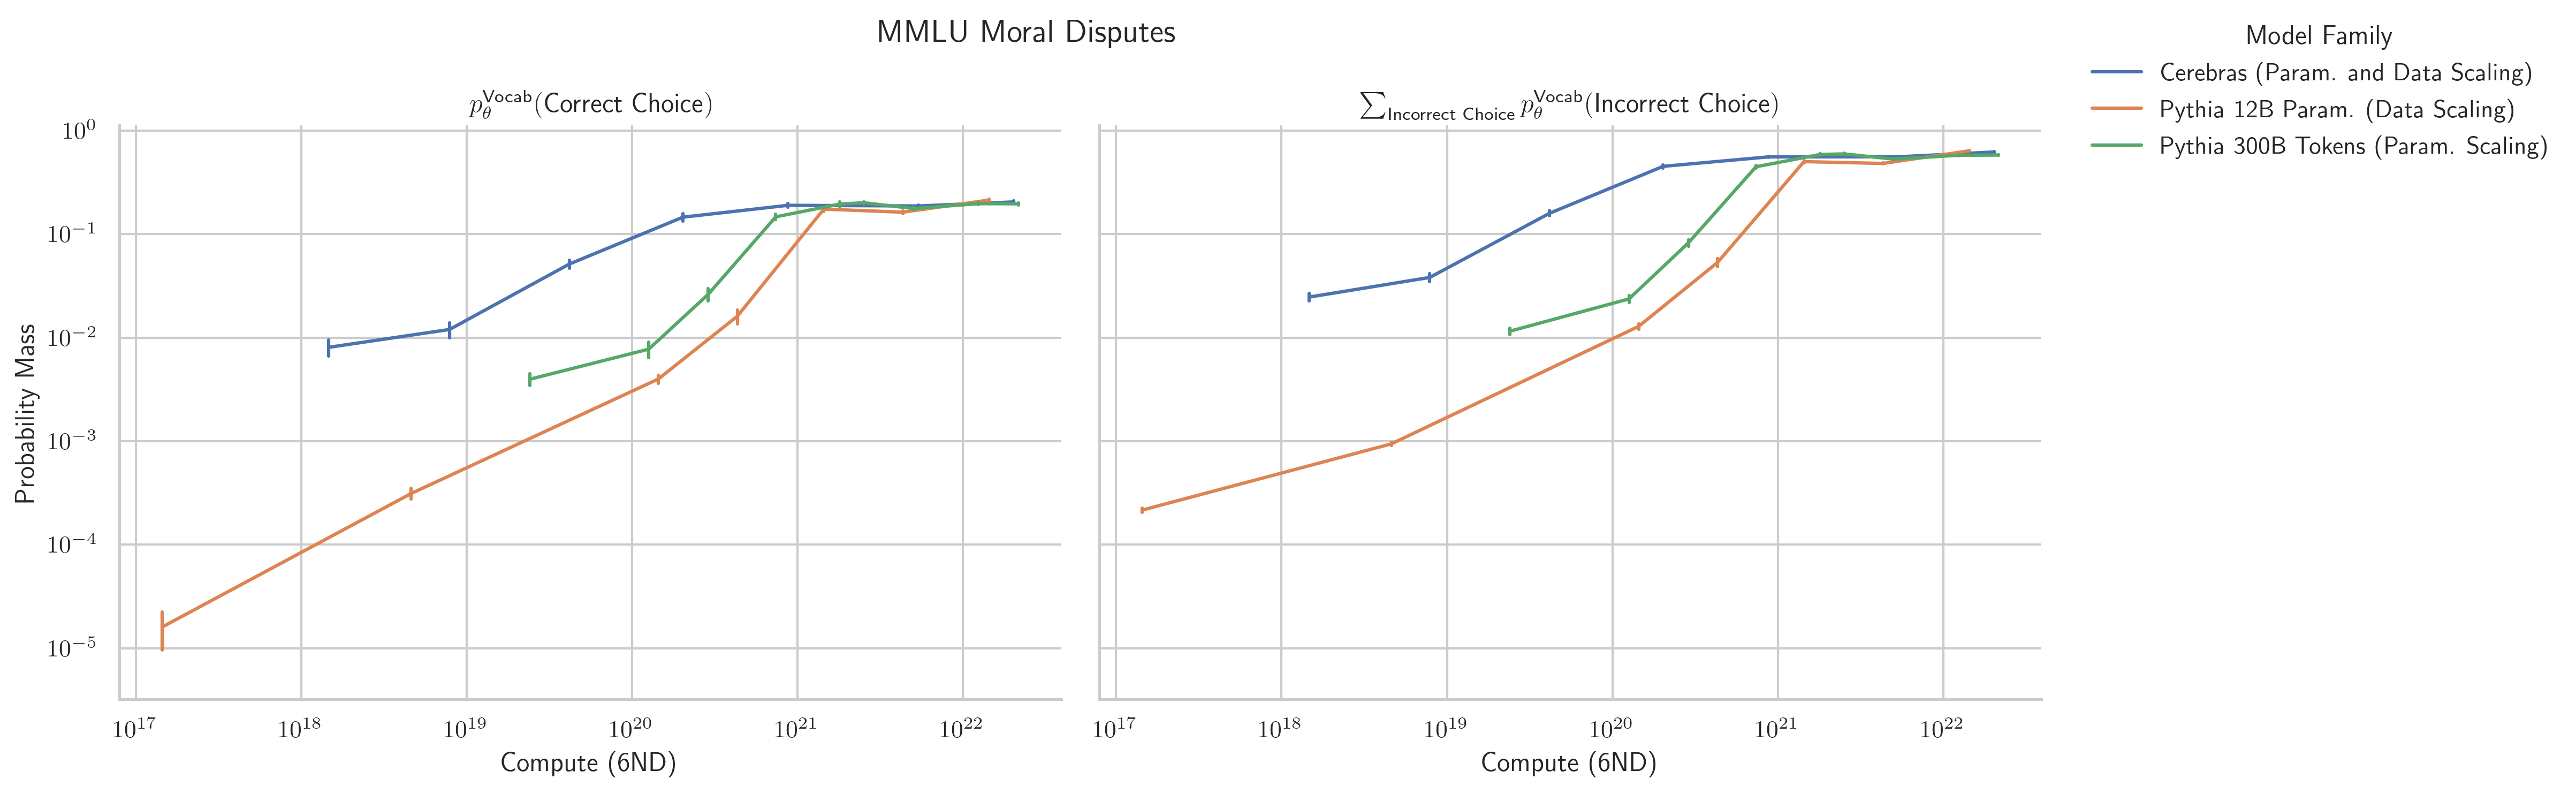 MMLU Moral Disputes
Model Family
Cerebras (Param. and Data Scaling)
Pythia 12B Param. (Data Scaling)
Pythia 300B Tokens (Param. Scaling)
p_θ^Vocab(Correct Choice)
∑_Incorrect Choice p_θ^Vocab(Incorrect Choice)
Probability Mass
10^0
10^−1
10^−2
10^−3
10^−4
10^−5
10^17 10^18 10^19 10^20 10^21 10^22
Compute (6ND)
10^17 10^18 10^19 10^20 10^21 10^22
Compute (6ND)